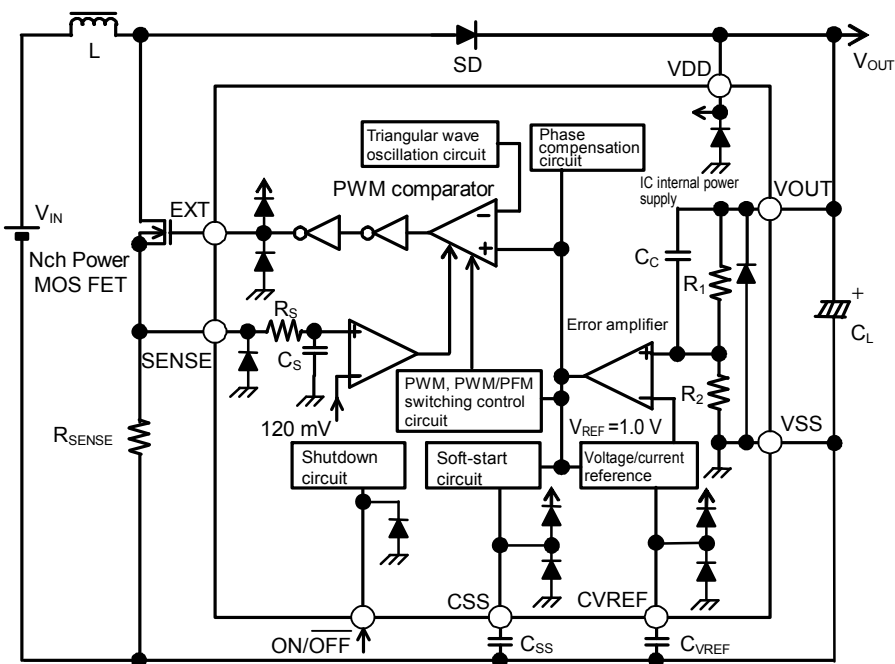 L
SD
VOUT
VDD
Triangular wave
oscillation circuit
Phase
compensation
circuit
PWM comparator
IC internal power
supply
VOUT
VIN
EXT
−
+
Nch Power
MOS FET
CC
R1
+
CL
RS
Error amplifier
SENSE
CS
+
−
+
−
R2
PWM, PWM/PFM
switching control
circuit
120 mV
VREF =1.0 V
VSS
RSENSE
Shutdown
circuit
Soft-start
circuit
Voltage/current
reference
CSS
CVREF
ON/OFF
CSS
CVREF